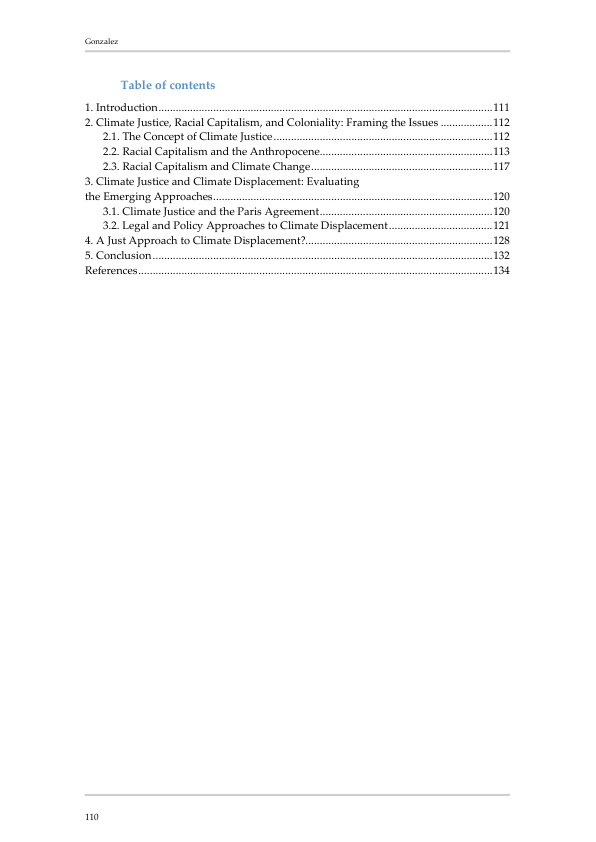 Gonzalez
Table of contents
1. Introduction....................................................................................................................111
2. Climate Justice, Racial Capitalism, and Coloniality: Framing the Issues ..................112
2.1. The Concept of Climate Justice............................................................................112
2.2. Racial Capitalism and the Anthropocene............................................................113
2.3. Racial Capitalism and Climate Change...............................................................117
3. Climate Justice and Climate Displacement: Evaluating
the Emerging Approaches.................................................................................................120
3.1. Climate Justice and the Paris Agreement............................................................120
3.2. Legal and Policy Approaches to Climate Displacement....................................121
4. A Just Approach to Climate Displacement?.................................................................128
5. Conclusion......................................................................................................................132
References...........................................................................................................................134
110